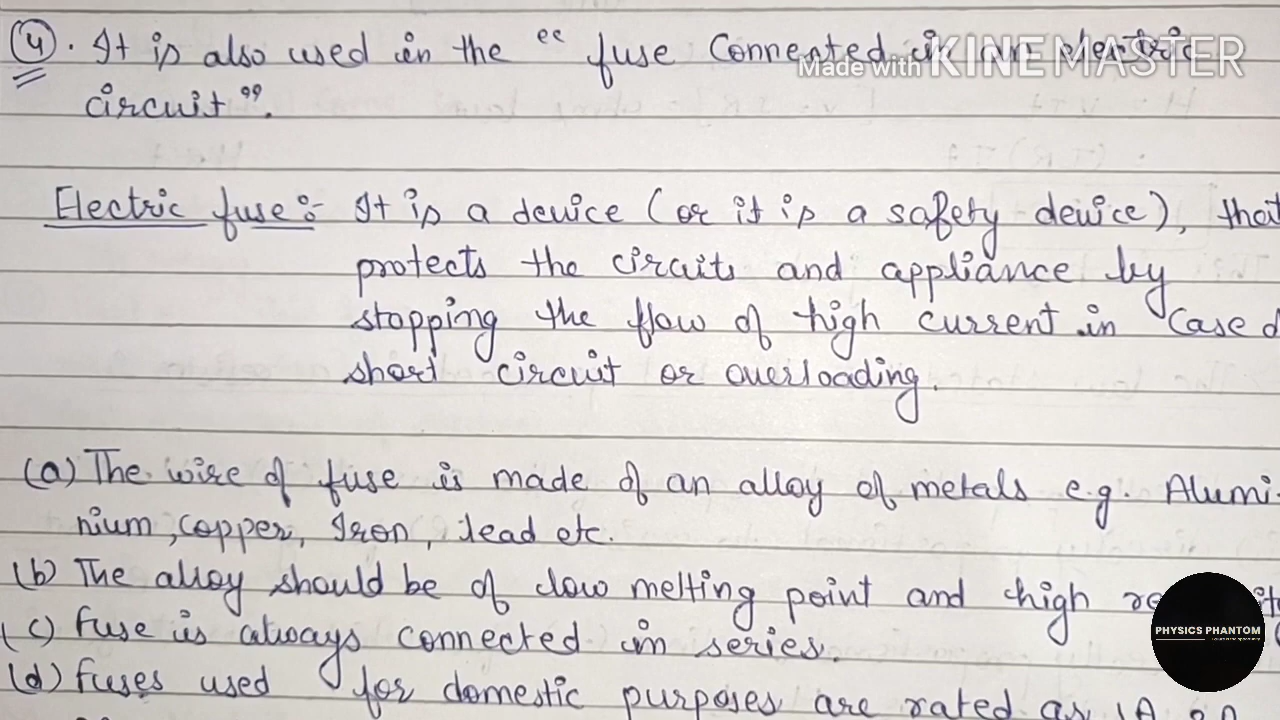 (4). It is also used in the “ fuse Connented in an electric
Made with KINEMASTER
circuit ”.
Electric fuse :- It is a device (or it is a safety device), that
protects the circuits and appliance by
stopping the flow of high current in Case
short circuit or overloading.
(a) The wire of fuse is made of an alloy of metals e.g. Alumi-
nium, copper, Iron, lead etc.
(b) The alloy should be of low melting point and high
PHYSICS PHANTOM
(c) fuse is always connected in series.
(d) fuses used for domestic purposes are rated as 1A, 2A